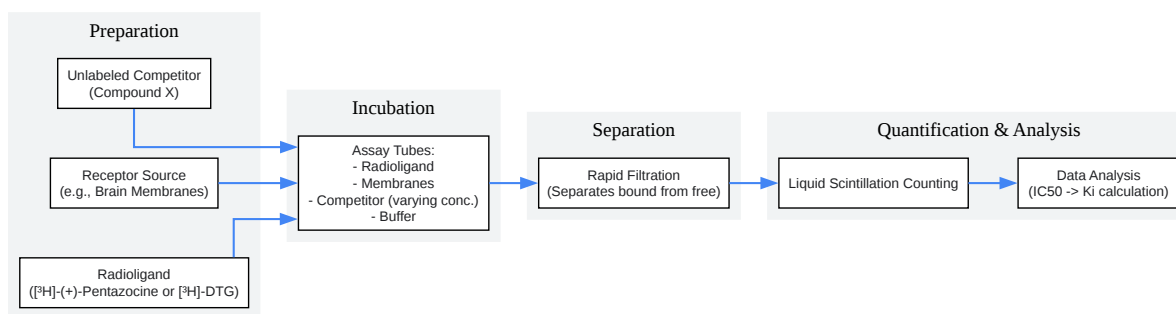 Preparation
Unlabeled Competitor
(Compound X)
Receptor Source
(e.g., Brain Membranes)
Radioligand
([³H]-(+)-Pentazocine or [³H]-DTG)
Incubation
Assay Tubes:
- Radioligand
- Membranes
- Competitor (varying conc.)
- Buffer
Separation
Rapid Filtration
(Separates bound from free)
Quantification & Analysis
Liquid Scintillation Counting
Data Analysis
(IC50 -> Ki calculation)